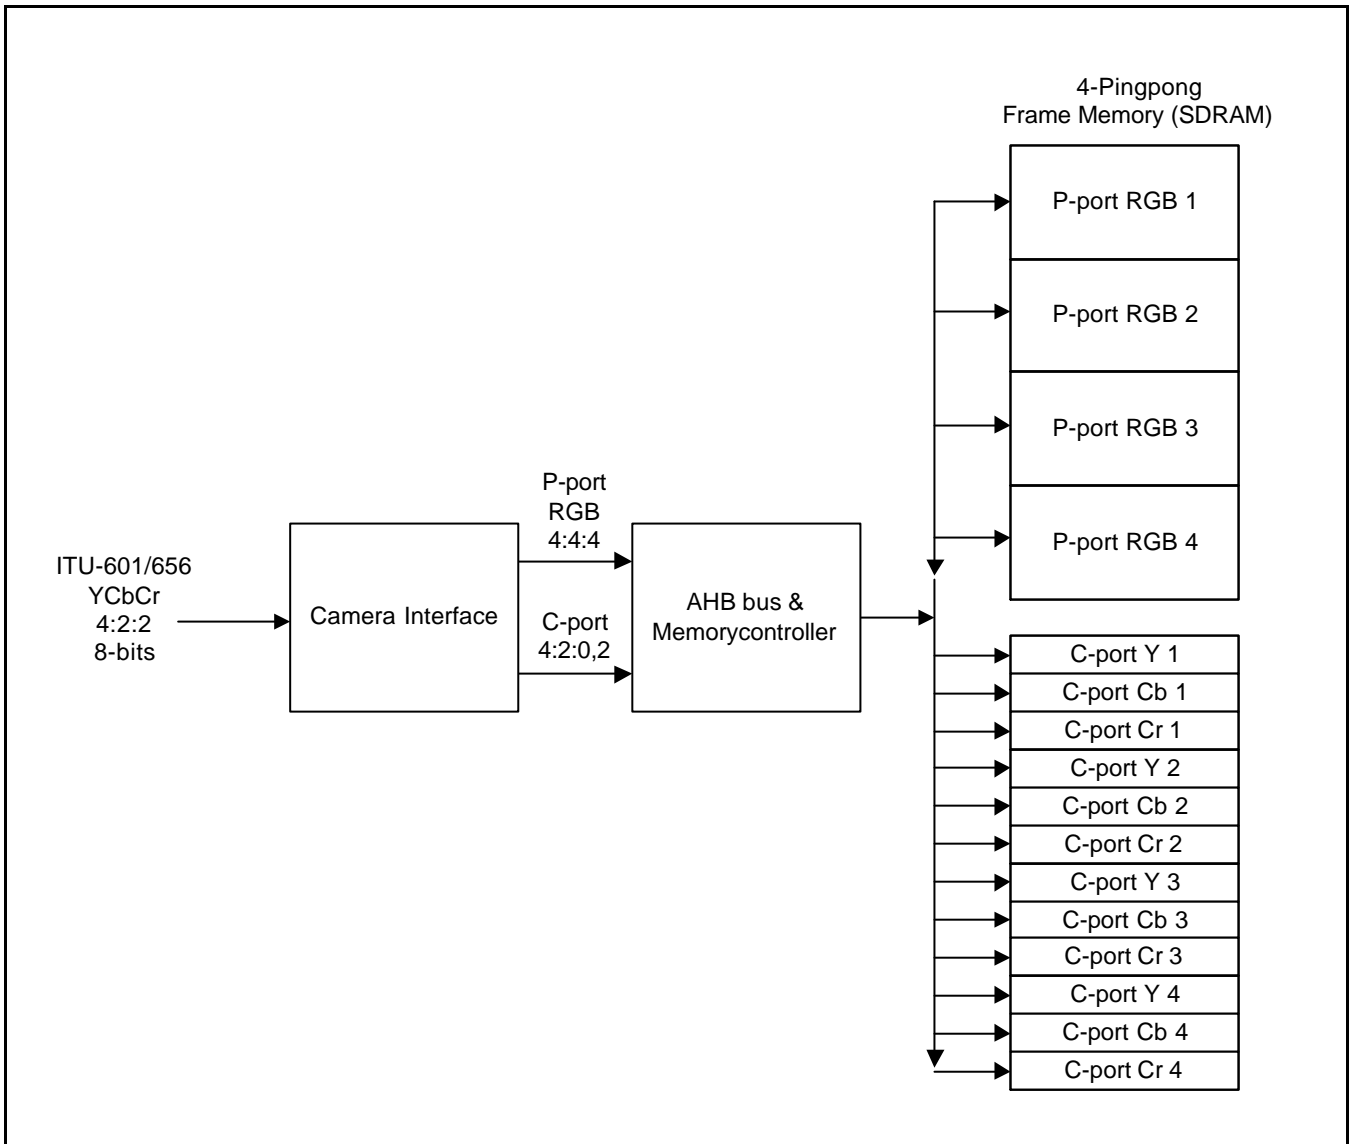 4-Pingpong
Frame Memory (SDRAM)
P-port RGB 1
P-port RGB 2
P-port RGB 3
P-port RGB 4
ITU-601/656
YCbCr
4:2:2
8-bits
Camera Interface
P-port
RGB
4:4:4
C-port
4:2:0,2
AHB bus &
Memorycontroller
C-port Y 1
C-port Cb 1
C-port Cr 1
C-port Y 2
C-port Cb 2
C-port Cr 2
C-port Y 3
C-port Cb 3
C-port Cr 3
C-port Y 4
C-port Cb 4
C-port Cr 4